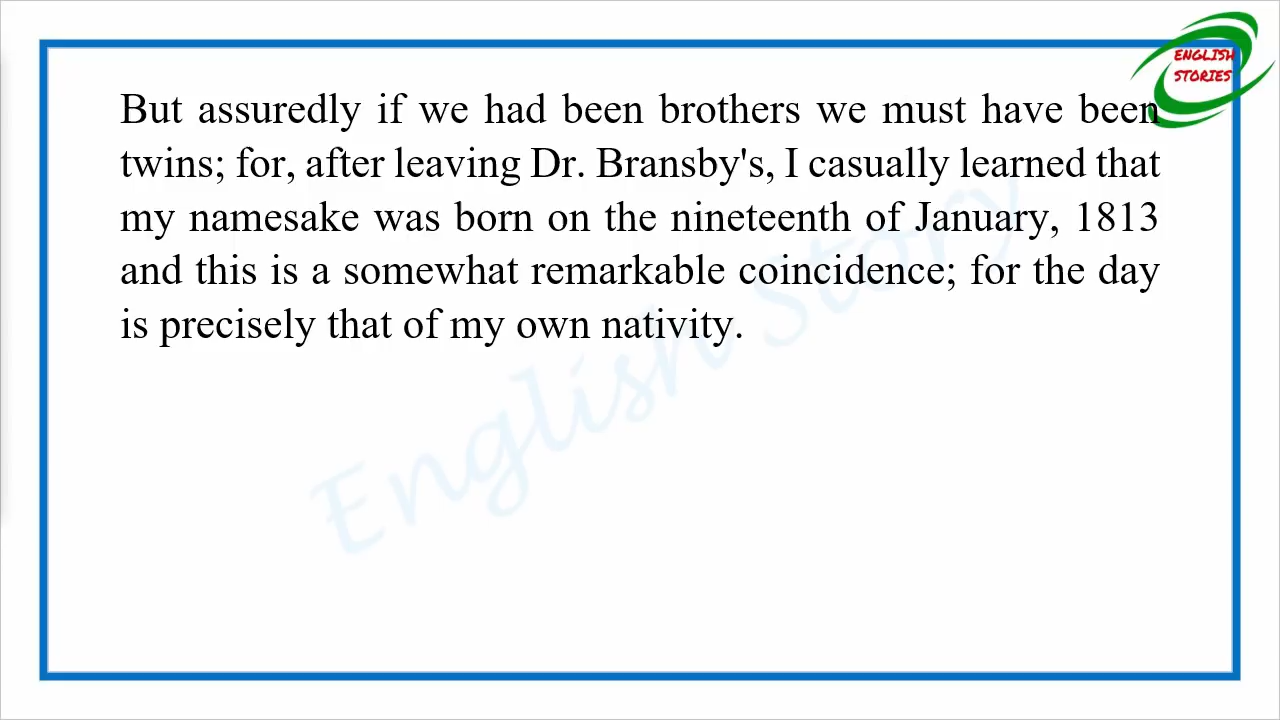 ENGLISH
STORIES
But assuredly if we had been brothers we must have been
twins; for, after leaving Dr. Bransby's, I casually learned that
my namesake was born on the nineteenth of January, 1813
and this is a somewhat remarkable coincidence; for the day
is precisely that of my own nativity.
English Story